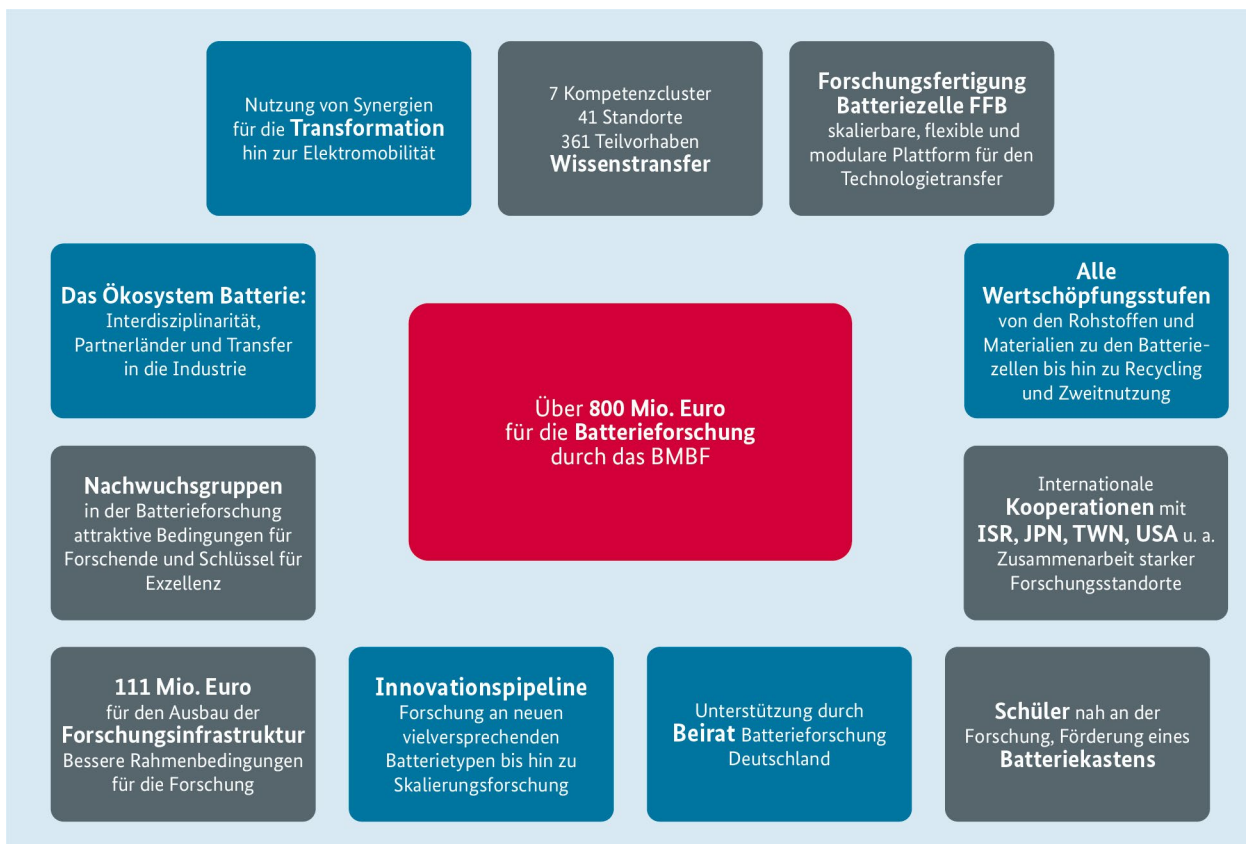 Nutzung von Synergien
für die Transformation
hin zur Elektromobilität
7 Kompetenzcluster
41 Standorte
361 Teilvorhaben
Wissenstransfer
Forschungsfertigung
Batteriezelle FFB
skalierbare, flexible und
modulare Plattform für den
Technologietransfer
Das Ökosystem Batterie:
Interdisziplinarität,
Partnerländer und Transfer
in die Industrie
Über 800 Mio. Euro
für die Batterieforschung
durch das BMBF
Alle
Wertschöpfungsstufen
von den Rohstoffen und
Materialien zu den Batterie-
zellen bis hin zu Recycling
und Zweitnutzung
Nachwuchsgruppen
in der Batterieforschung
attraktive Bedingungen für
Forschende und Schlüssel für
Exzellenz
Internationale
Kooperationen mit
ISR, JPN, TWN, USA u. a.
Zusammenarbeit starker
Forschungsstandorte
111 Mio. Euro
für den Ausbau der
Forschungsinfrastruktur
Bessere Rahmenbedingungen
für die Forschung
Innovationspipeline
Forschung an neuen
vielversprechenden
Batterietypen bis hin zu
Skalierungsforschung
Unterstützung durch
Beirat Batterieforschung
Deutschland
Schüler nah an der
Forschung, Förderung eines
Batteriekastens